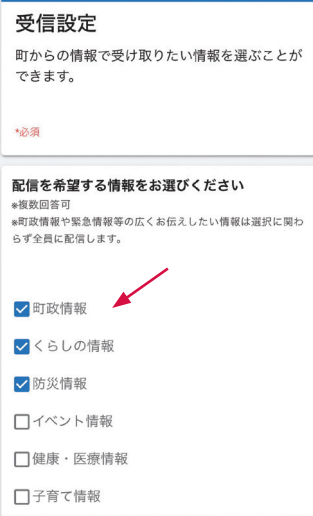 受信設定
町からの情報で受け取りたい情報を選ぶことが
できます。
*必須
配信を希望する情報をお選びください
※複数回答可
※町政情報や緊急情報等の広くお伝えしたい情報は選択に関わ
らず全員に配信します。
町政情報
くらしの情報
防災情報
イベント情報
健康・医療情報
子育て情報